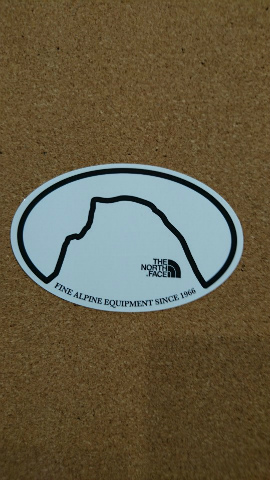 THE
NORTH
FACE
FINE ALPINE EQUIPMENT SINCE 1966